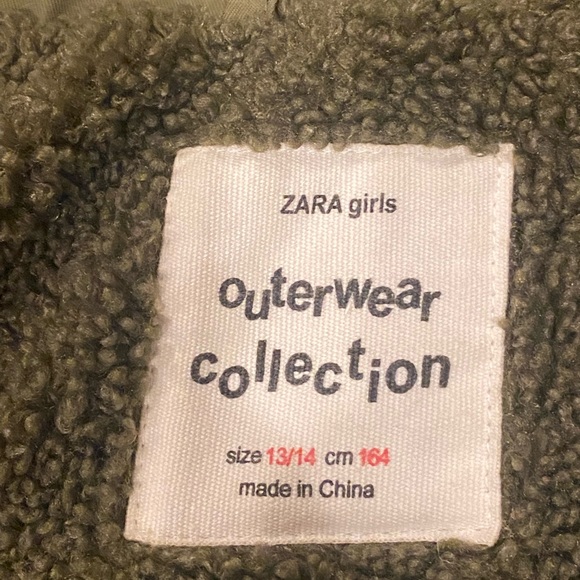 ZARA girls
outerwear
collection
size 13/14 cm 164
made in China